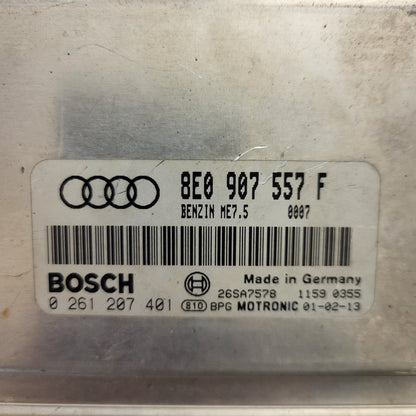 8E0 907 557 F
BENZIN ME7.5 0007
BOSCH Made in Germany
26SA7578 1159 0355
0 261 207 401 810 BPG MOTRONIC 01-02-13